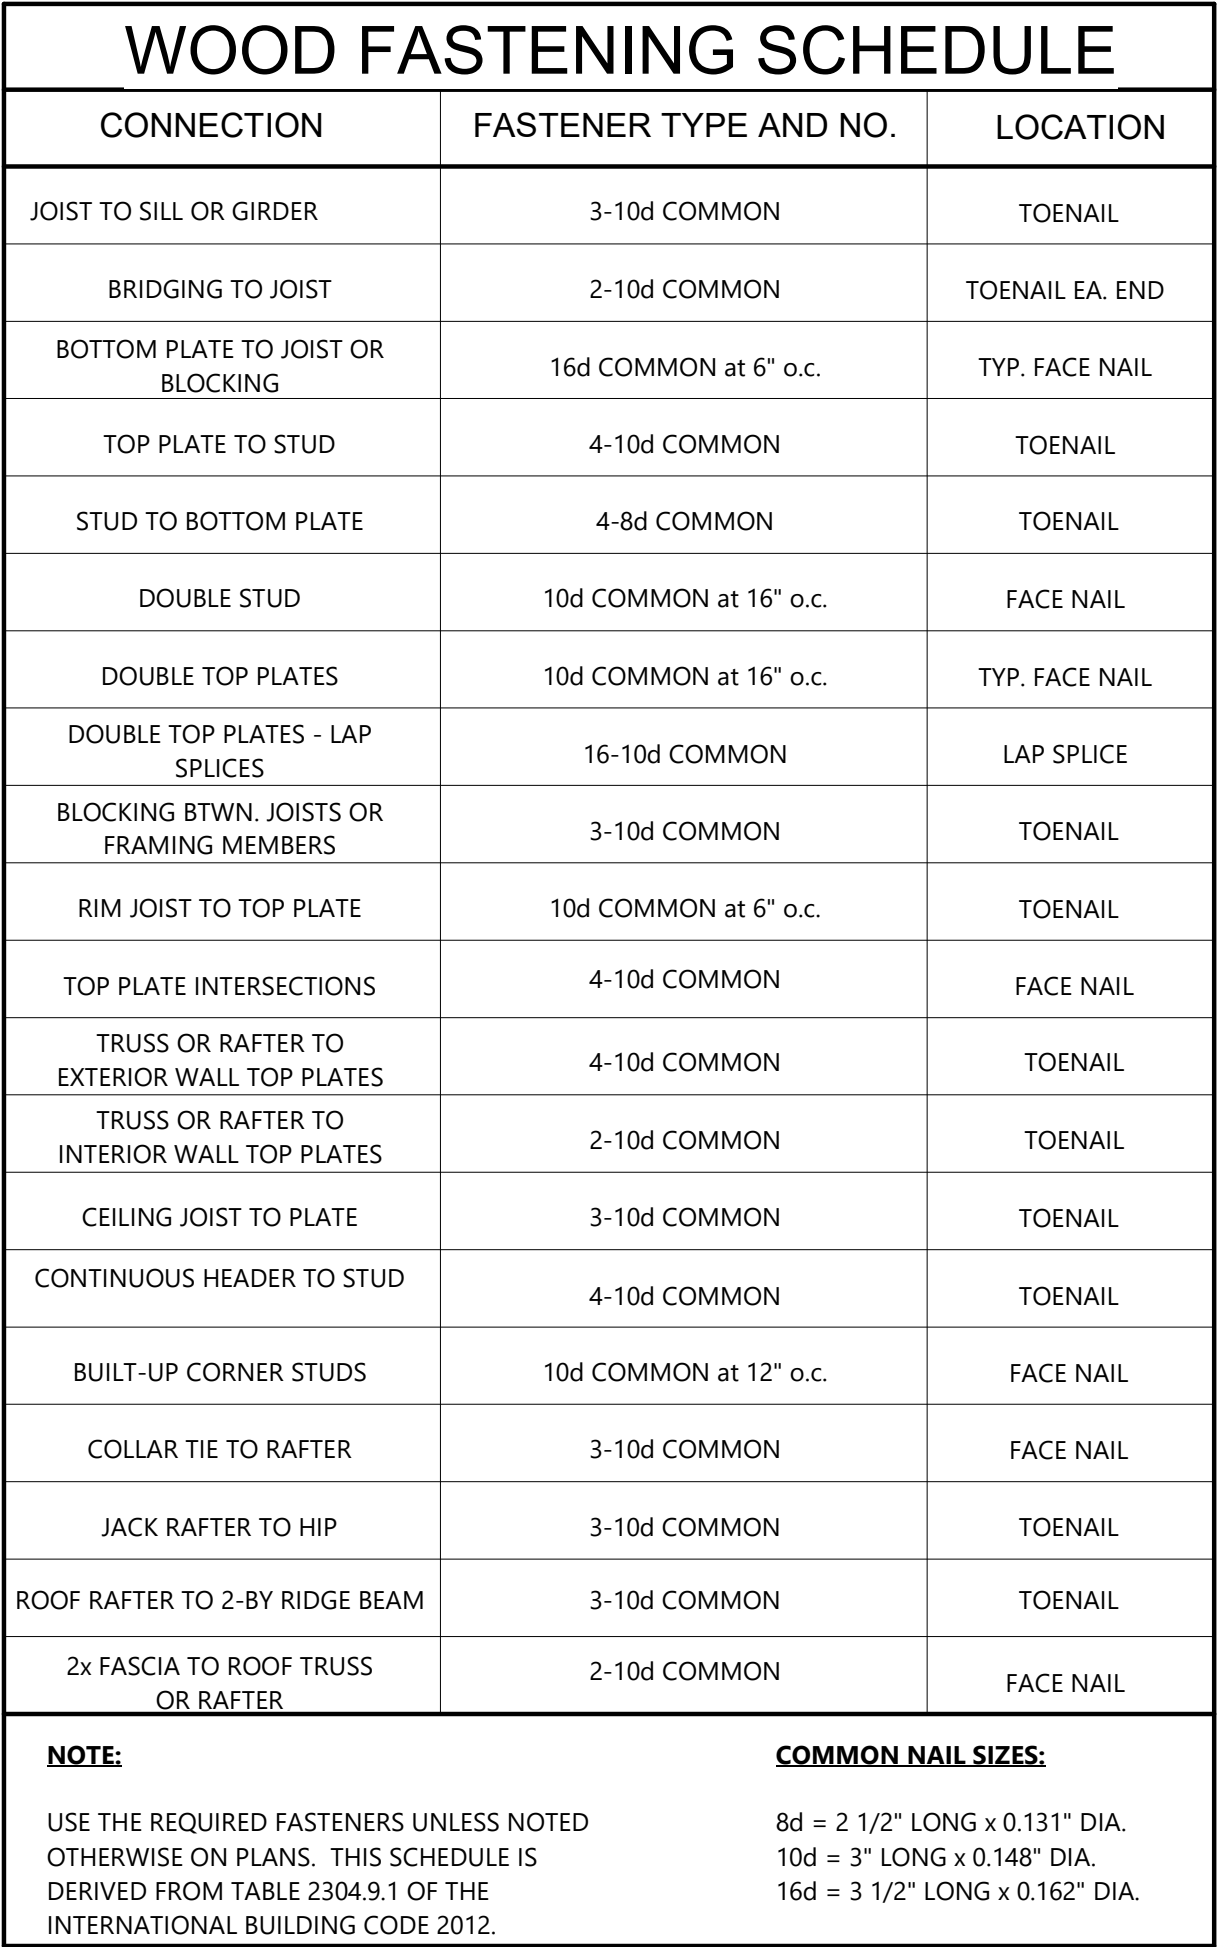 WOOD FASTENING SCHEDULE
CONNECTION FASTENER TYPE AND NO. LOCATION
JOIST TO SILL OR GIRDER 3-10d COMMON TOENAIL
BRIDGING TO JOIST 2-10d COMMON TOENAIL EA. END
BOTTOM PLATE TO JOIST OR
BLOCKING 16d COMMON at 6" o.c. TYP. FACE NAIL
TOP PLATE TO STUD 4-10d COMMON TOENAIL
STUD TO BOTTOM PLATE 4-8d COMMON TOENAIL
DOUBLE STUD 10d COMMON at 16" o.c. FACE NAIL
DOUBLE TOP PLATES 10d COMMON at 16" o.c. TYP. FACE NAIL
DOUBLE TOP PLATES - LAP
SPLICES 16-10d COMMON LAP SPLICE
BLOCKING BTWN. JOISTS OR
FRAMING MEMBERS 3-10d COMMON TOENAIL
RIM JOIST TO TOP PLATE 10d COMMON at 6" o.c. TOENAIL
TOP PLATE INTERSECTIONS 4-10d COMMON FACE NAIL
TRUSS OR RAFTER TO
EXTERIOR WALL TOP PLATES 4-10d COMMON TOENAIL
TRUSS OR RAFTER TO
INTERIOR WALL TOP PLATES 2-10d COMMON TOENAIL
CEILING JOIST TO PLATE 3-10d COMMON TOENAIL
CONTINUOUS HEADER TO STUD 4-10d COMMON TOENAIL
BUILT-UP CORNER STUDS 10d COMMON at 12" o.c. FACE NAIL
COLLAR TIE TO RAFTER 3-10d COMMON FACE NAIL
JACK RAFTER TO HIP 3-10d COMMON TOENAIL
ROOF RAFTER TO 2-BY RIDGE BEAM 3-10d COMMON TOENAIL
2x FASCIA TO ROOF TRUSS
OR RAFTER 2-10d COMMON FACE NAIL
NOTE:
USE THE REQUIRED FASTENERS UNLESS NOTED
OTHERWISE ON PLANS. THIS SCHEDULE IS
DERIVED FROM TABLE 2304.9.1 OF THE
INTERNATIONAL BUILDING CODE 2012.
COMMON NAIL SIZES:
8d = 2 1/2" LONG x 0.131" DIA.
10d = 3" LONG x 0.148" DIA.
16d = 3 1/2" LONG x 0.162" DIA.